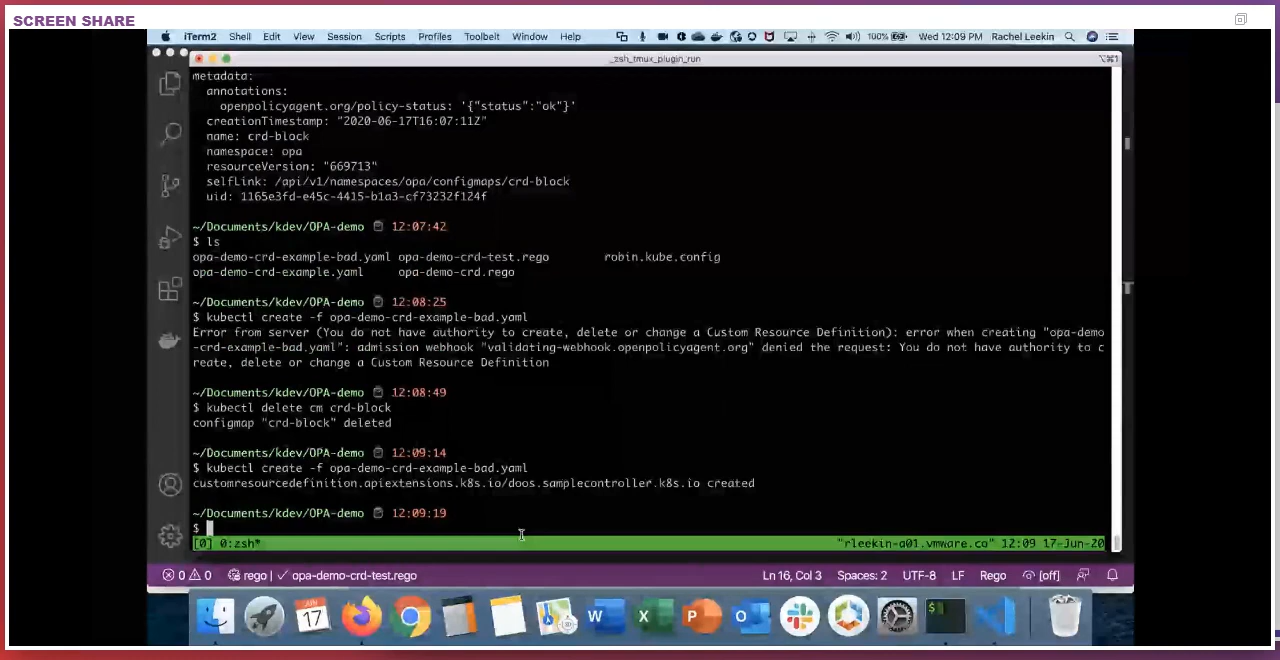 SCREEN SHARE
iTerm2 Shell Edit View Session Scripts Profiles Toolbelt Window Help 100% Wed 12:09 PM Rachel Leekin
_zsh_tmux_plugin_run
metadata:
annotations:
openpolicyagent.org/policy-status: '{"status":"ok"}'
creationTimestamp: "2020-06-17T16:07:11Z"
name: crd-block
namespace: opa
resourceVersion: "669713"
selfLink: /api/v1/namespaces/opa/configmaps/crd-block
uid: 1165e3fd-e45c-4415-b1a3-cf73232f124f
~/Documents/kdev/OPA-demo 12:07:42
$ ls
opa-demo-crd-example-bad.yaml opa-demo-crd-test.rego robin.kube.config
opa-demo-crd-example.yaml opa-demo-crd.rego
~/Documents/kdev/OPA-demo 12:08:25
$ kubectl create -f opa-demo-crd-example-bad.yaml
Error from server (You do not have authority to create, delete or change a Custom Resource Definition): error when creating "opa-demo
-crd-example-bad.yaml": admission webhook "validating-webhook.openpolicyagent.org" denied the request: You do not have authority to c
reate, delete or change a Custom Resource Definition
~/Documents/kdev/OPA-demo 12:08:49
$ kubectl delete cm crd-block
configmap "crd-block" deleted
~/Documents/kdev/OPA-demo 12:09:14
$ kubectl create -f opa-demo-crd-example-bad.yaml
customresourcedefinition.apiextensions.k8s.io/doos.samplecontroller.k8s.io created
~/Documents/kdev/OPA-demo 12:09:19
$
[0] 0:zsh* "rleekin-a01.vmware.co" 12:09 17-Jun-20
0 0 rego | ✓ opa-demo-crd-test.rego Ln 16, Col 3 Spaces: 2 UTF-8 LF Rego [off]
JUN
17
W X P O